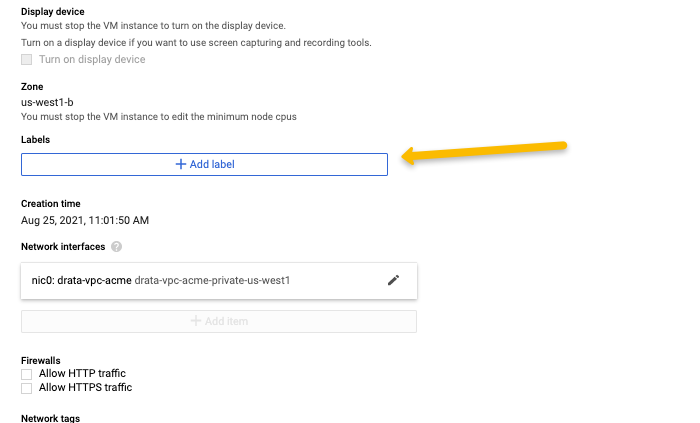 Display device
You must stop the VM instance to turn on the display device.
Turn on a display device if you want to use screen capturing and recording tools.
Turn on display device
Zone
us-west1-b
You must stop the VM instance to edit the minimum node cpus
Labels
+ Add label
Creation time
Aug 25, 2021, 11:01:50 AM
Network interfaces ?
nic0: drata-vpc-acme drata-vpc-acme-private-us-west1
+ Add item
Firewalls
Allow HTTP traffic
Allow HTTPS traffic
Network tags